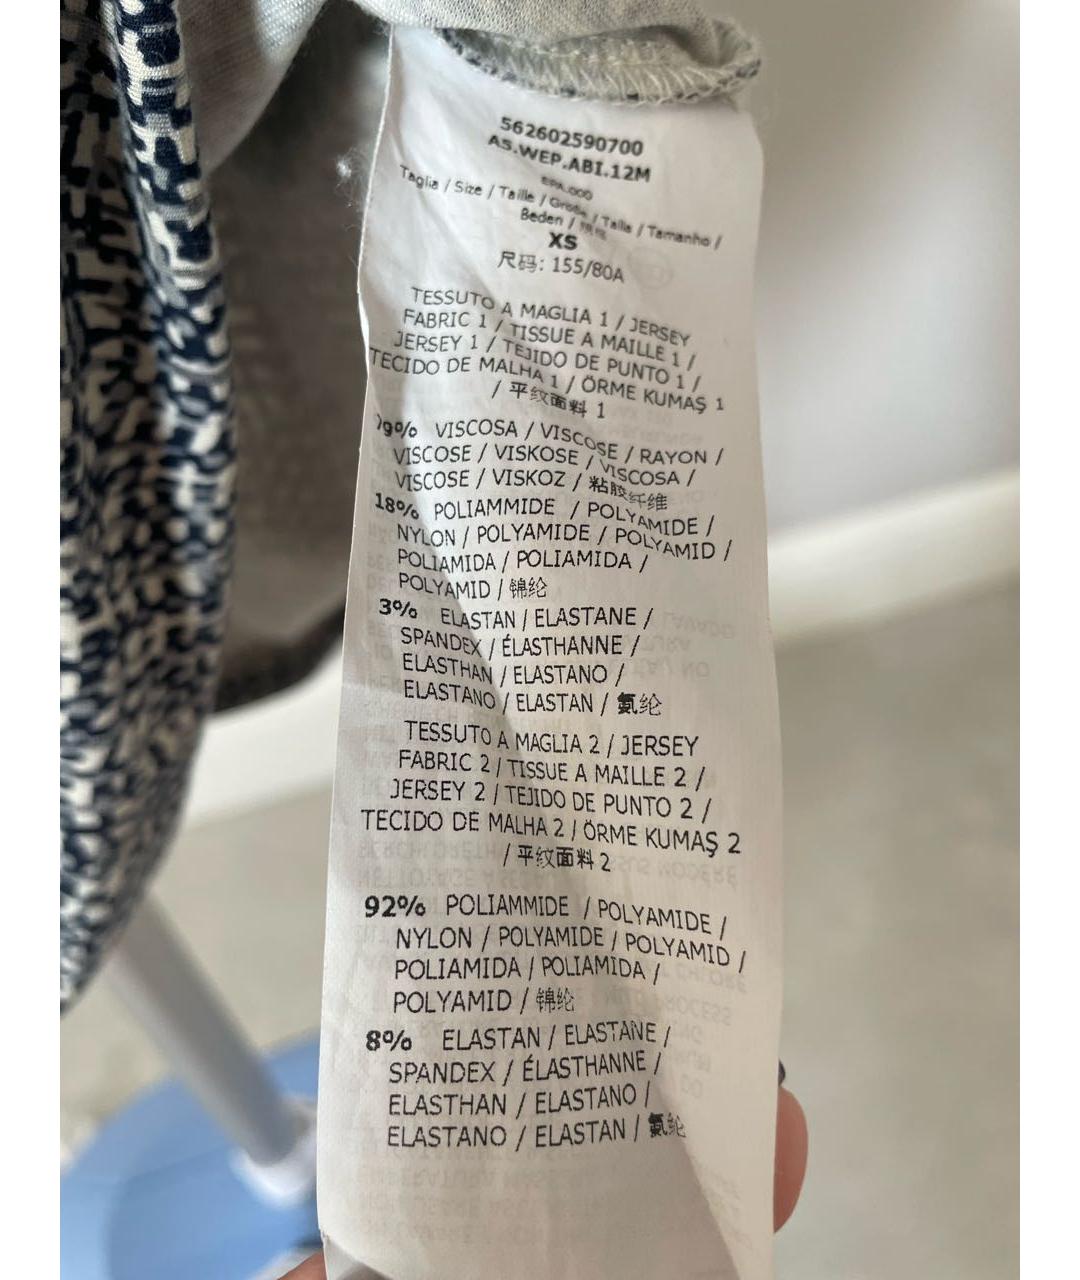 562602590700
A5.WEP.ABI.12M
EPA.000
Taglia / Size / Taille / Größe / Talla / Tamanho /
Beden / 规格
XS
尺码: 155/80A
TESSUTO A MAGLIA 1 / JERSEY
FABRIC 1 / TISSUE A MAILLE 1 /
JERSEY 1 / TEJIDO DE PUNTO 1 /
TECIDO DE MALHA 1 / ÖRME KUMAŞ 1
/ 平纹面料 1
79% VISCOSA / VISCOSE / RAYON /
VISCOSE / VISKOSE / VISCOSA /
VISCOSE / VISKOZ / 粘胶纤维
18% POLIAMMIDE / POLYAMIDE /
NYLON / POLYAMIDE / POLYAMID /
POLIAMIDA / POLIAMIDA /
POLYAMID / 锦纶
3% ELASTAN / ELASTANE /
SPANDEX / ÉLASTHANNE /
ELASTHAN / ELASTANO /
ELASTANO / ELASTAN / 氨纶
TESSUTO A MAGLIA 2 / JERSEY
FABRIC 2 / TISSUE A MAILLE 2 /
JERSEY 2 / TEJIDO DE PUNTO 2 /
TECIDO DE MALHA 2 / ÖRME KUMAŞ 2
/ 平纹面料 2
92% POLIAMMIDE / POLYAMIDE /
NYLON / POLYAMIDE / POLYAMID /
POLIAMIDA / POLIAMIDA /
POLYAMID / 锦纶
8% ELASTAN / ELASTANE /
SPANDEX / ÉLASTHANNE /
ELASTHAN / ELASTANO /
ELASTANO / ELASTAN / 氨纶